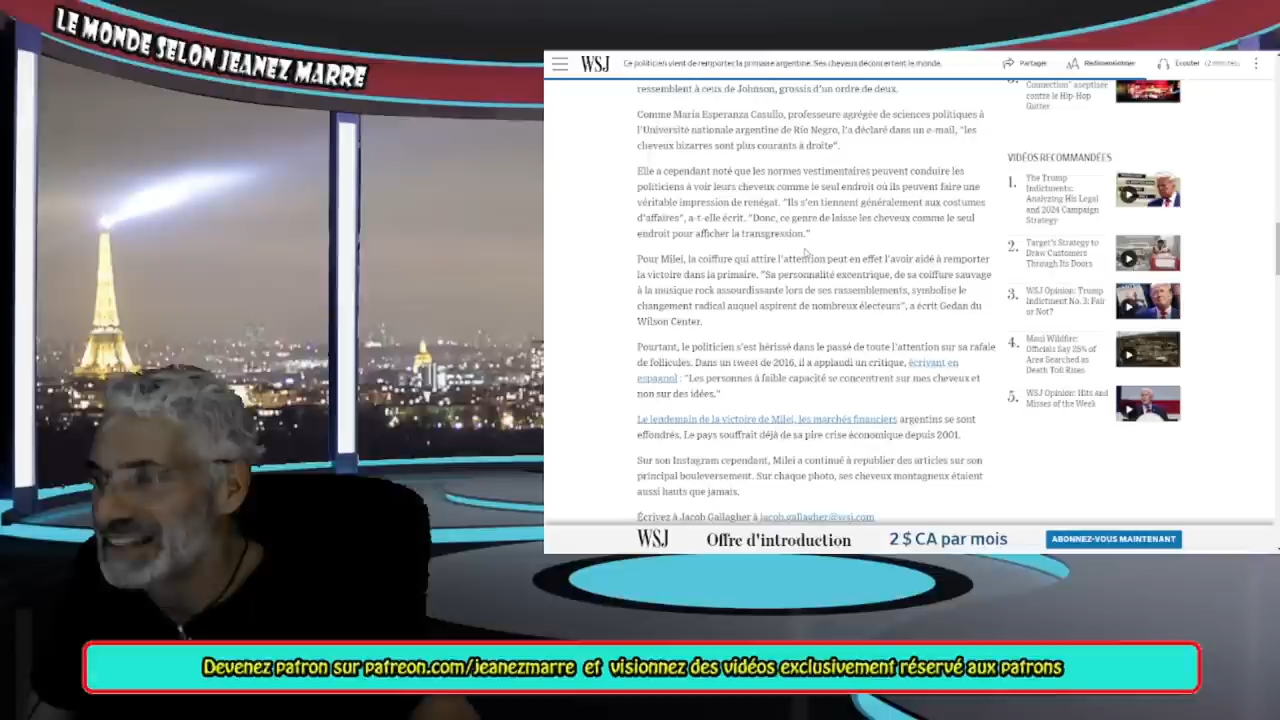 LE MONDE SELON JEANEZ MARRE
WSJ Ce politicien vient de remporter la primaire argentine. Ses cheveux déconcertent le monde. Partager Redimensionner Écouter (2 minutes)
ressemblent à ceux de Johnson, grossis d'un ordre de deux.
Comme María Esperanza Casullo, professeure agrégée de sciences politiques à
l'Université nationale argentine de Río Negro, l'a déclaré dans un e-mail, "les
cheveux bizarres sont plus courants à droite".
Elle a cependant noté que les normes vestimentaires peuvent conduire les
politiciens à voir leurs cheveux comme le seul endroit où ils peuvent faire une
véritable impression de renégat. "Ils s'en tiennent généralement aux costumes
d'affaires", a-t-elle écrit. "Donc, ce genre de laisse les cheveux comme le seul
endroit pour afficher la transgression."
Pour Milei, la coiffure qui attire l'attention peut en effet l'avoir aidé à remporter
la victoire dans la primaire. "Sa personnalité excentrique, de sa coiffure sauvage
à la musique rock assourdissante lors de ses rassemblements, symbolise le
changement radical auquel aspirent de nombreux électeurs", a écrit Gedan du
Wilson Center.
Pourtant, le politicien s'est hérissé dans le passé de toute l'attention sur sa rafale
de follicules. Dans un tweet de 2016, il a applaudi un critique, écrivant en
espagnol : "Les personnes à faible capacité se concentrent sur mes cheveux et
non sur des idées."
Le lendemain de la victoire de Milei, les marchés financiers argentins se sont
effondrés. Le pays souffrait déjà de sa pire crise économique depuis 2001.
Sur son Instagram cependant, Milei a continué à republier des articles sur son
principal bouleversement. Sur chaque photo, ses cheveux montagneux étaient
aussi hauts que jamais.
Écrivez à Jacob Gallagher à jacob.gallagher@wsj.com
Connection" aseptisée
contre le Hip-Hop
Gutter
VIDÉOS RECOMMANDÉES
1. The Trump
Indictments:
Analyzing His Legal
and 2024 Campaign
Strategy
2. Target's Strategy to
Draw Customers
Through Its Doors
3. WSJ Opinion: Trump
Indictment No. 3: Fair
or Not?
4. Maui Wildfire:
Officials Say 25% of
Area Searched as
Death Toll Rises
5. WSJ Opinion: Hits and
Misses of the Week
WSJ Offre d'introduction 2 $ CA par mois ABONNEZ-VOUS MAINTENANT
Devenez patron sur patreon.com/jeanezmarre et visionnez des vidéos exclusivement réservé aux patrons